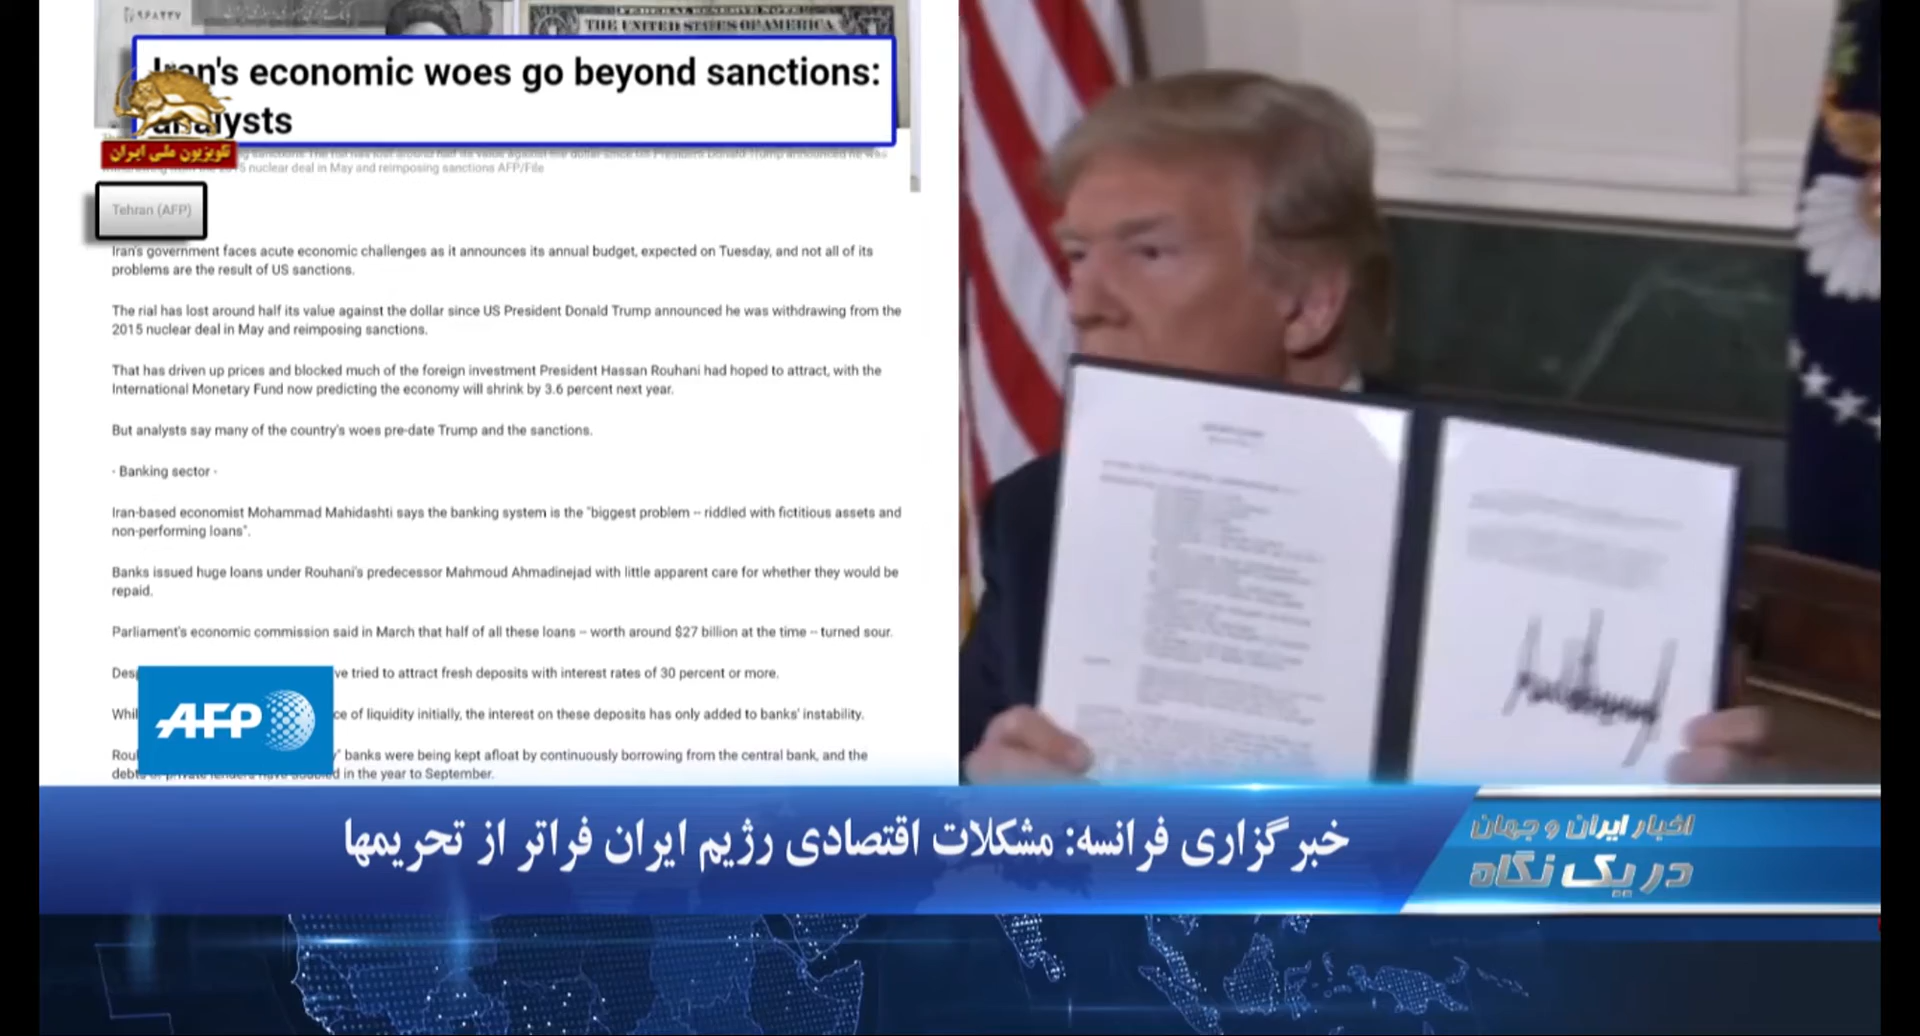 THE UNITED STATES OF AMERICA
Iran's economic woes go beyond sanctions:
analysts
تلویزیون ملی ایران
nuclear deal in May and reimposing sanctions AFP/File
Tehran (AFP)
Iran's government faces acute economic challenges as it announces its annual budget, expected on Tuesday, and not all of its
problems are the result of US sanctions.
The rial has lost around half its value against the dollar since US President Donald Trump announced he was withdrawing from the
2015 nuclear deal in May and reimposing sanctions.
That has driven up prices and blocked much of the foreign investment President Hassan Rouhani had hoped to attract, with the
International Monetary Fund now predicting the economy will shrink by 3.6 percent next year.
But analysts say many of the country's woes pre-date Trump and the sanctions.
- Banking sector -
Iran-based economist Mohammad Mahidashti says the banking system is the "biggest problem -- riddled with fictitious assets and
non-performing loans".
Banks issued huge loans under Rouhani's predecessor Mahmoud Ahmadinejad with little apparent care for whether they would be
repaid.
Parliament's economic commission said in March that half of all these loans -- worth around $27 billion at the time -- turned sour.
tried to attract fresh deposits with interest rates of 30 percent or more.
of liquidity initially, the interest on these deposits has only added to banks' instability.
banks were being kept afloat by continuously borrowing from the central bank, and the
in the year to September.
AFP
خبرگزاری فرانسه: مشکلات اقتصادی رژیم ایران فراتر از تحریمها
اخبار ایران و جهان
در یک نگاه